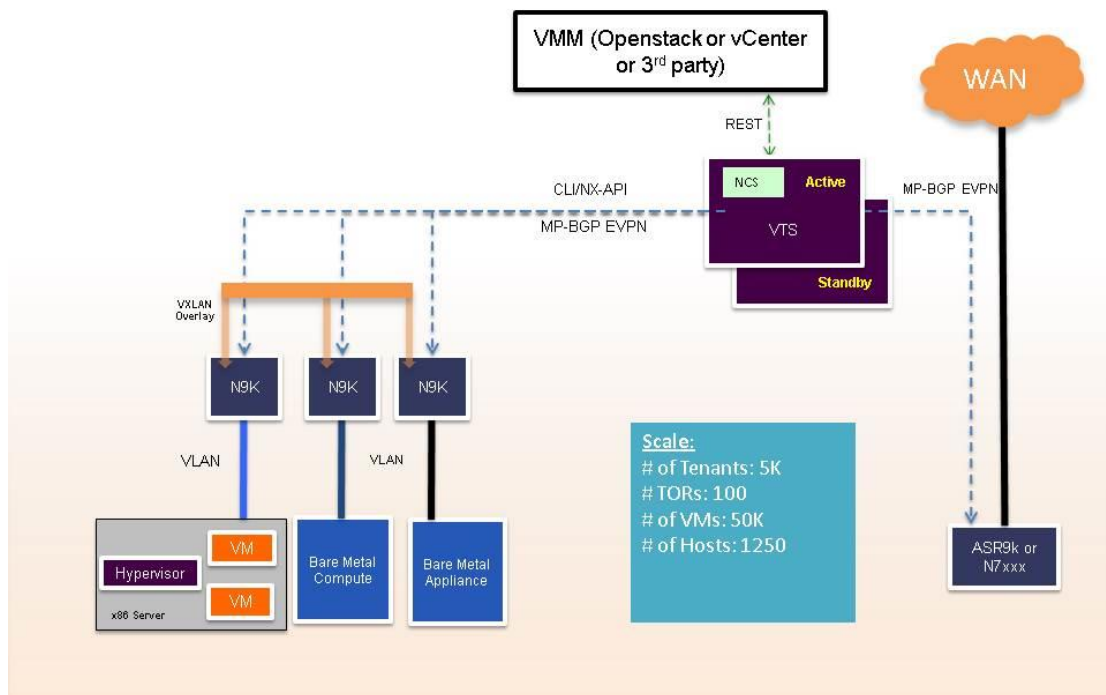 VMM (Openstack or vCenter
or 3rd party)
WAN
REST
NCS
Active
CLI/NX-API
MP-BGP EVPN
MP-BGP EVPN
VTS
Standby
VXLAN
Overlay
N9K
N9K
N9K
VLAN
VLAN
Scale:
# of Tenants: 5K
# TORs: 100
# of VMs: 50K
# of Hosts: 1250
VM
Hypervisor
VM
x86 Server
Bare Metal
Compute
Bare Metal
Appliance
ASR9k or
N7xxx